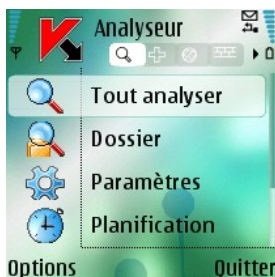 Analyseur
Tout analyser
Dossier
Paramètres
Planification
Options Quitter